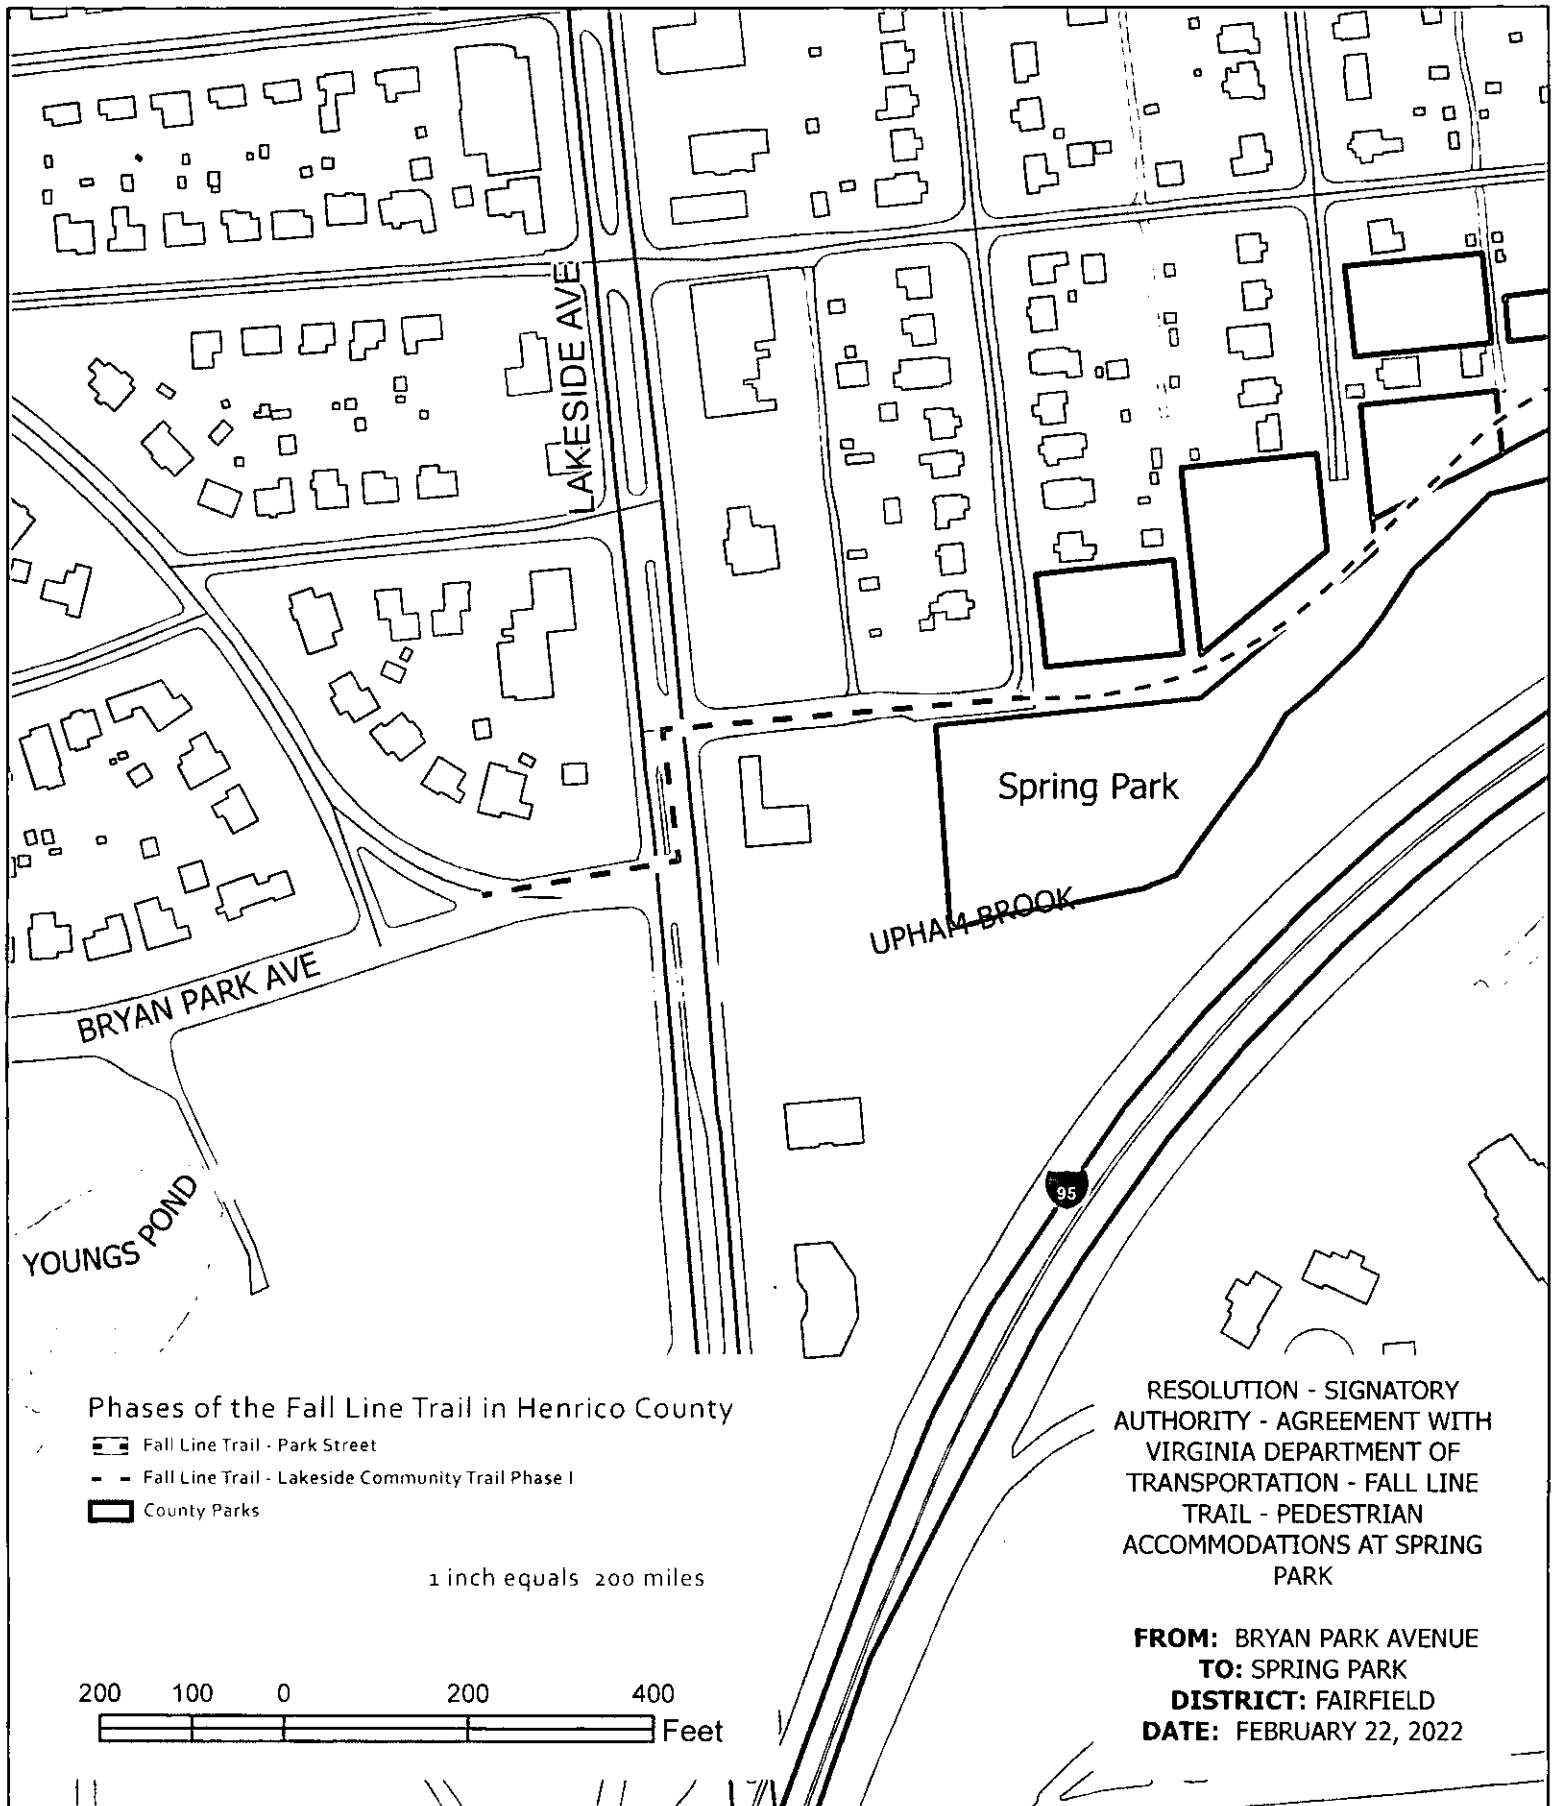 LAKESIDE AVE
Spring Park
UPHAM BROOK
BRYAN PARK AVE
YOUNGS POND
95
Phases of the Fall Line Trail in Henrico County
Fall Line Trail - Park Street
Fall Line Trail - Lakeside Community Trail Phase I
County Parks
1 inch equals 200 miles
200 100 0 200 400
Feet
RESOLUTION - SIGNATORY
AUTHORITY - AGREEMENT WITH
VIRGINIA DEPARTMENT OF
TRANSPORTATION - FALL LINE
TRAIL - PEDESTRIAN
ACCOMMODATIONS AT SPRING
PARK
FROM: BRYAN PARK AVENUE
TO: SPRING PARK
DISTRICT: FAIRFIELD
DATE: FEBRUARY 22, 2022